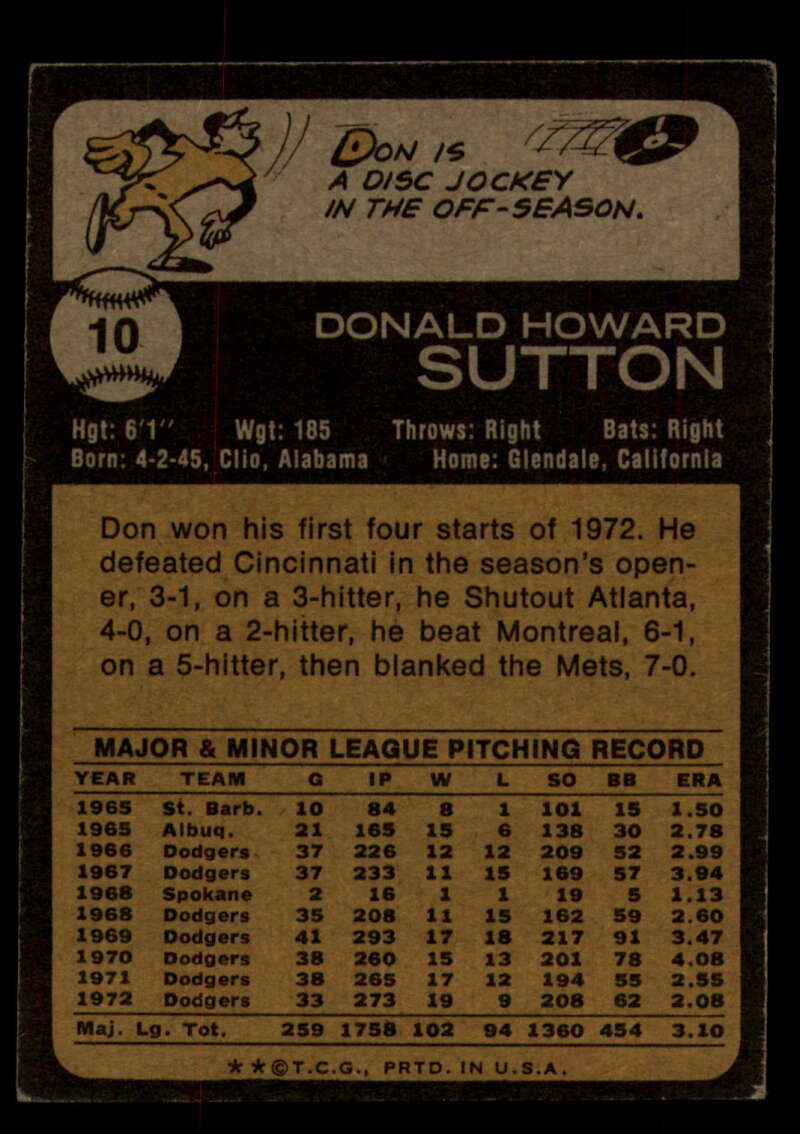 DON IS
A DISC JOCKEY
IN THE OFF-SEASON.
10
DONALD HOWARD
SUTTON
Hgt: 6'1" Wgt: 185 Throws: Right Bats: Right
Born: 4-2-45, Clio, Alabama Home: Glendale, California
Don won his first four starts of 1972. He
defeated Cincinnati in the season's open-
er, 3-1, on a 3-hitter, he Shutout Atlanta,
4-0, on a 2-hitter, he beat Montreal, 6-1,
on a 5-hitter, then blanked the Mets, 7-0.
MAJOR & MINOR LEAGUE PITCHING RECORD
YEAR TEAM G IP W L SO BB ERA
1965 St. Barb. 10 84 8 1 101 15 1.50
1965 Albuq. 21 165 15 6 138 30 2.78
1966 Dodgers 37 226 12 12 209 52 2.99
1967 Dodgers 37 233 11 15 169 57 3.94
1968 Spokane 2 16 1 1 19 5 1.13
1968 Dodgers 35 208 11 15 162 59 2.60
1969 Dodgers 41 293 17 18 217 91 3.47
1970 Dodgers 38 260 15 13 201 78 4.08
1971 Dodgers 38 265 17 12 194 55 2.55
1972 Dodgers 33 273 19 9 208 62 2.08
Maj. Lg. Tot. 259 1758 102 94 1360 454 3.10
★★©T.C.G., PRTD. IN U.S.A.